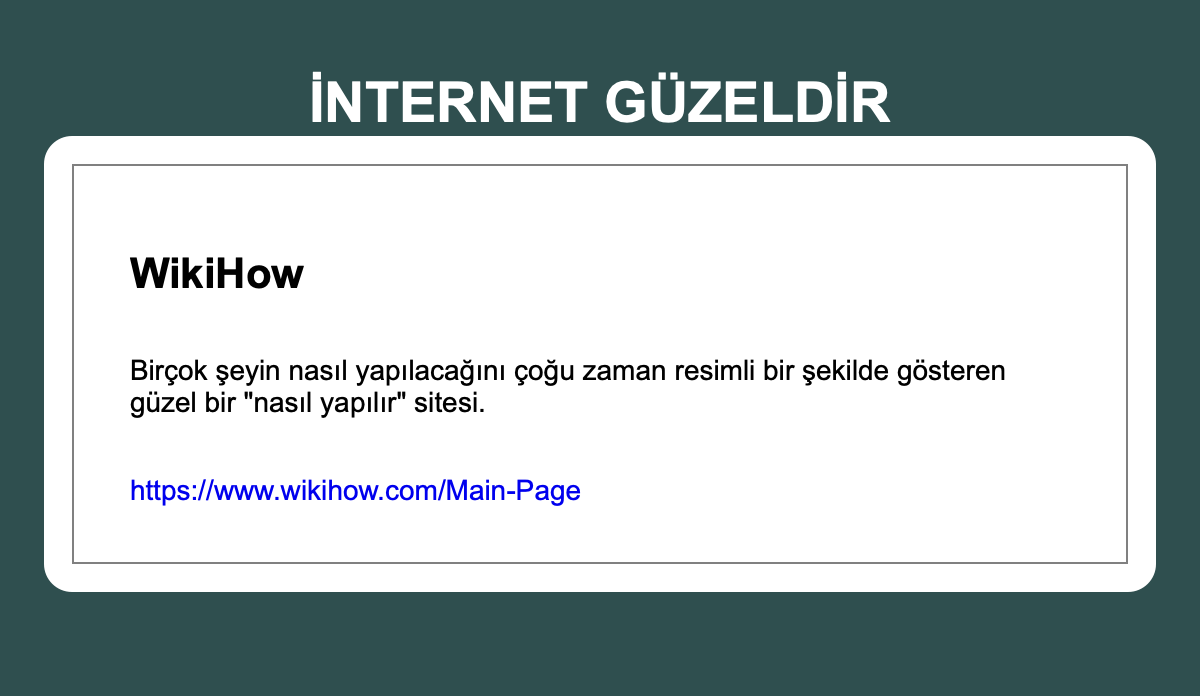 İNTERNET GÜZELDİR
WikiHow
Birçok şeyin nasıl yapılacağını çoğu zaman resimli bir şekilde gösteren
güzel bir "nasıl yapılır" sitesi.
https://www.wikihow.com/Main-Page